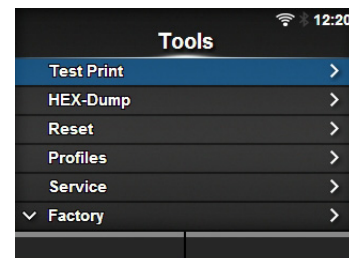 12:20
Tools
Test Print
HEX-Dump
Reset
Profiles
Service
Factory